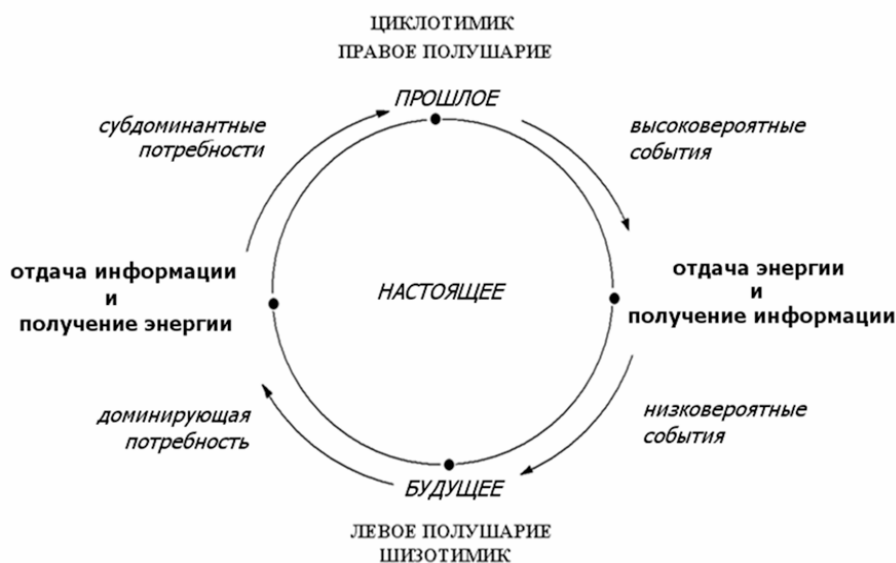 ЦИКЛОТИМИК
ПРАВОЕ ПОЛУШАРИЕ
ПРОШЛОЕ
субдоминантные
потребности
высоковероятные
события
отдача информации
и
получение энергии
НАСТОЯЩЕЕ
отдача энергии
и
получение информации
доминирующая
потребность
низковероятные
события
БУДУЩЕЕ
ЛЕВОЕ ПОЛУШАРИЕ
ШИЗОТИМИК